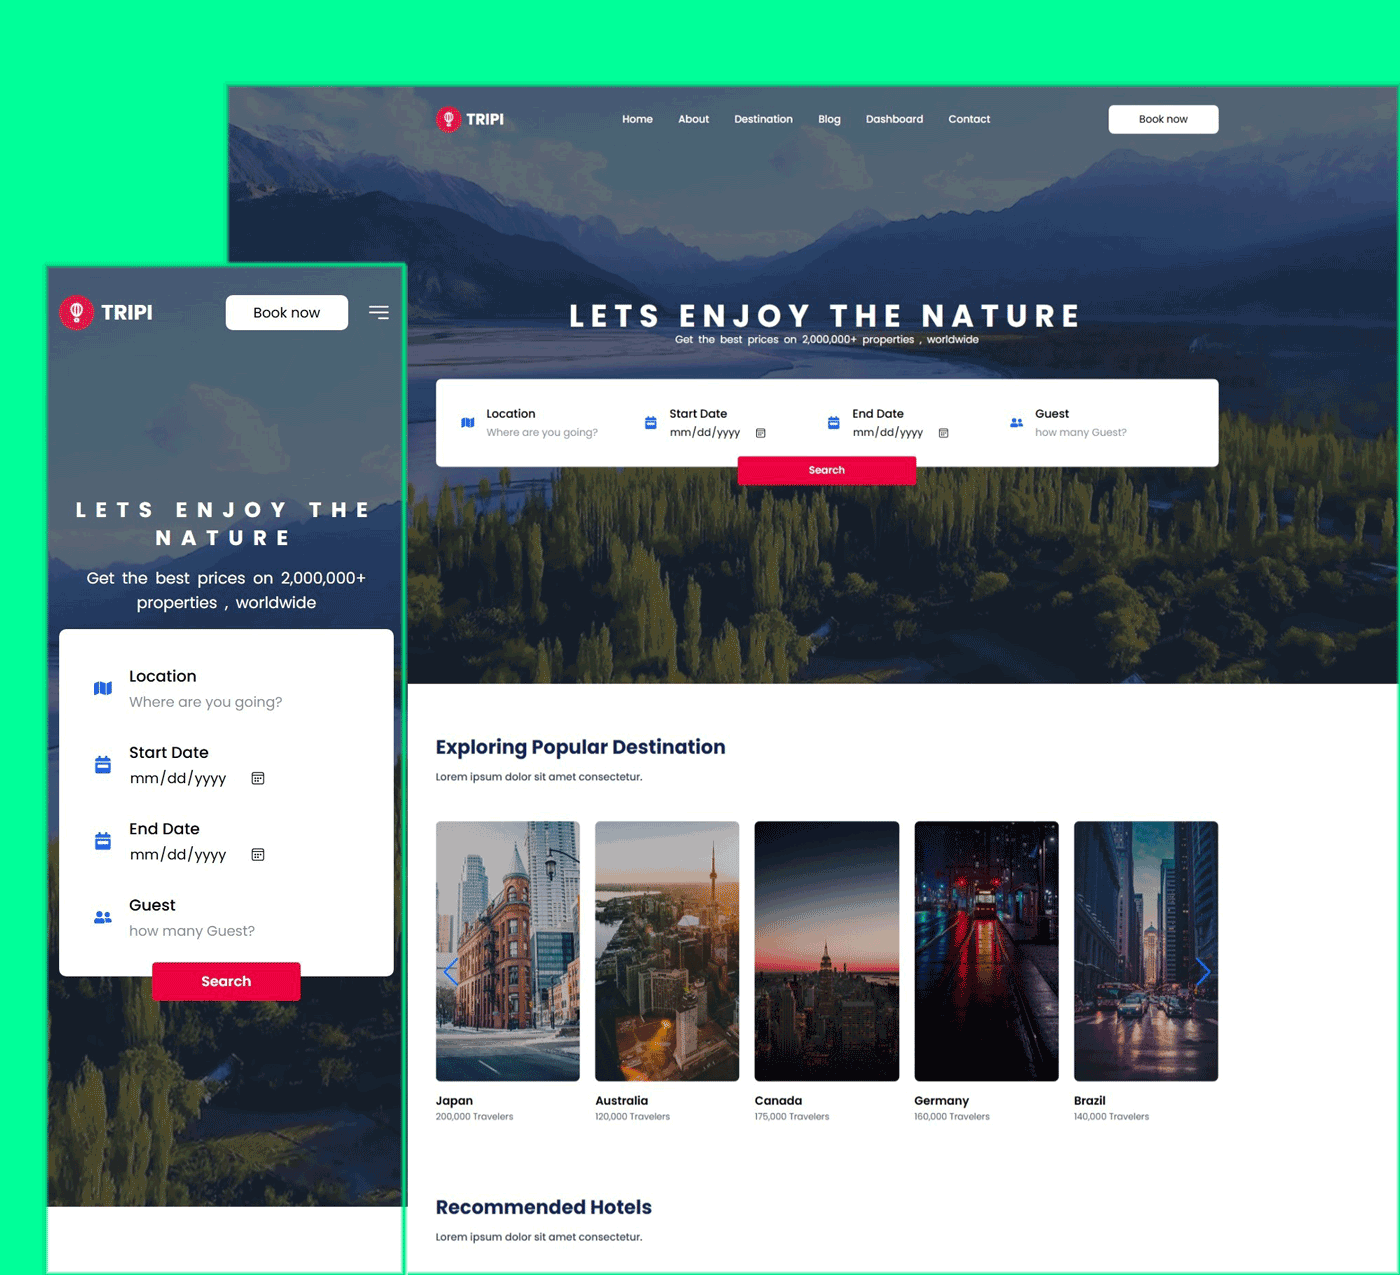 TRIPI
Home About Destination Blog Dashboard Contact
Book now
LETS ENJOY THE NATURE
Get the best prices on 2,000,000+ properties , worldwide
Location
Where are you going?
Start Date
mm/dd/yyyy
End Date
mm/dd/yyyy
Guest
how many Guest?
Search
Exploring Popular Destination
Lorem ipsum dolor sit amet consectetur.
Japan
200,000 Travelers
Australia
120,000 Travelers
Canada
175,000 Travelers
Germany
160,000 Travelers
Brazil
140,000 Travelers
Recommended Hotels
Lorem ipsum dolor sit amet consectetur.
TRIPI
Book now
LETS ENJOY THE
NATURE
Get the best prices on 2,000,000+
properties , worldwide
Location
Where are you going?
Start Date
mm/dd/yyyy
End Date
mm/dd/yyyy
Guest
how many Guest?
Search